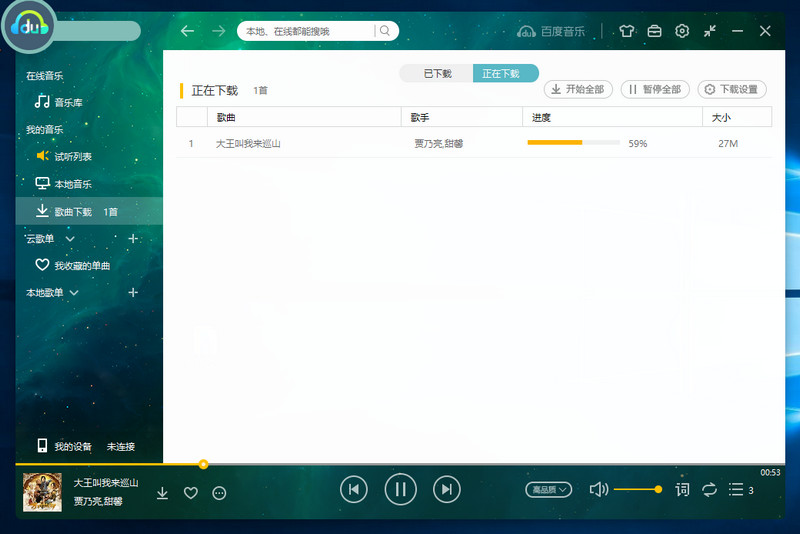 du
本地、在线都能搜哦
百度音乐
在线音乐
音乐库
我的音乐
试听列表
本地音乐
歌曲下载 1首
云歌单
我收藏的单曲
本地歌单
我的设备 未连接
已下载 正在下载
正在下载 1首
开始全部 暂停全部 下载设置
歌曲 歌手 进度 大小
1 大王叫我来巡山 贾乃亮,甜馨 59% 27M
00:53
大王叫我来巡山
贾乃亮,甜馨
高品质
词
3